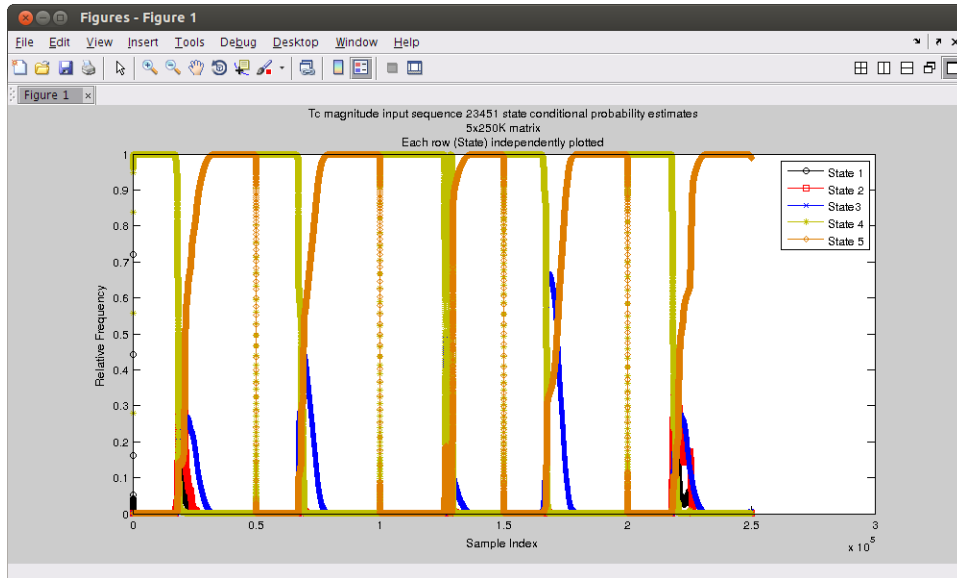 Figures - Figure 1
File Edit View Insert Tools Debug Desktop Window Help
Figure 1
Tc magnitude input sequence 23451 state conditional probability estimates
5x250K matrix
Each row (State) independently plotted
1
0.9
0.8
0.7
0.6
0.5
0.4
0.3
0.2
0.1
0
Relative Frequency
State 1
State 2
State3
State 4
State 5
0 0.5 1 1.5 2 2.5 3
Sample Index
x 10^5